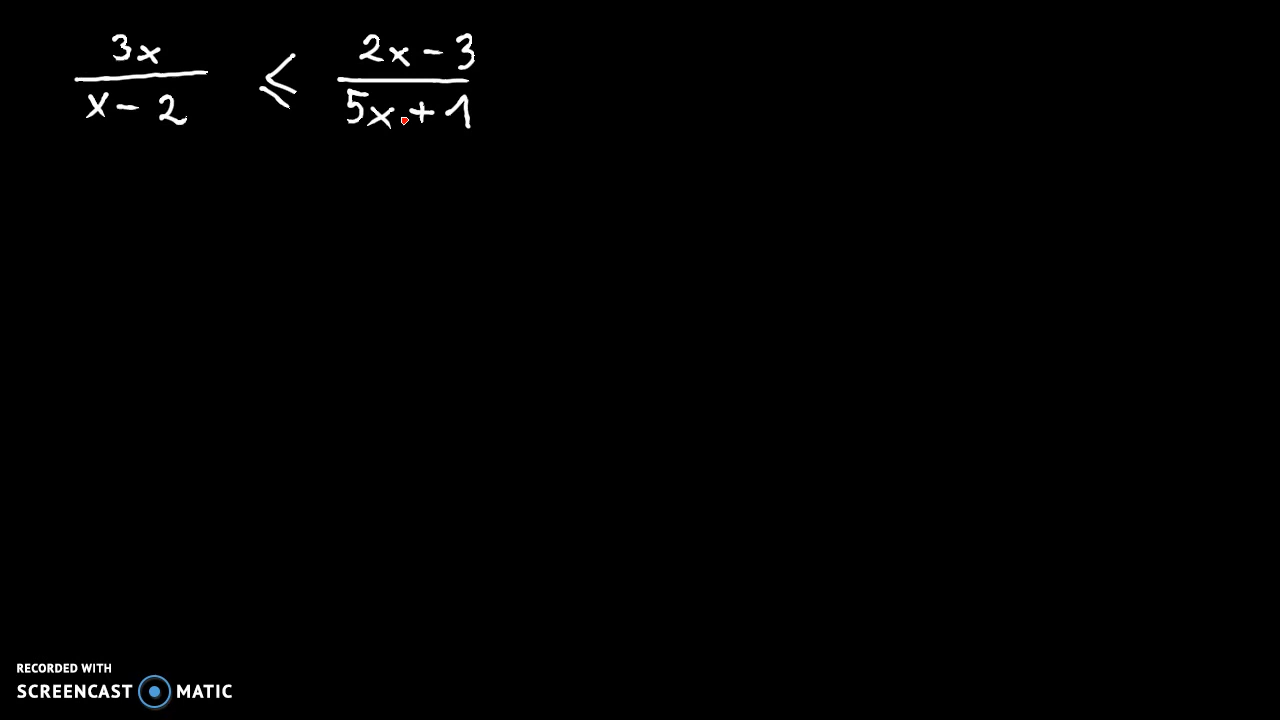 3x / (x - 2) ≤ (2x - 3) / (5x + 1)
RECORDED WITH
SCREENCAST MATIC